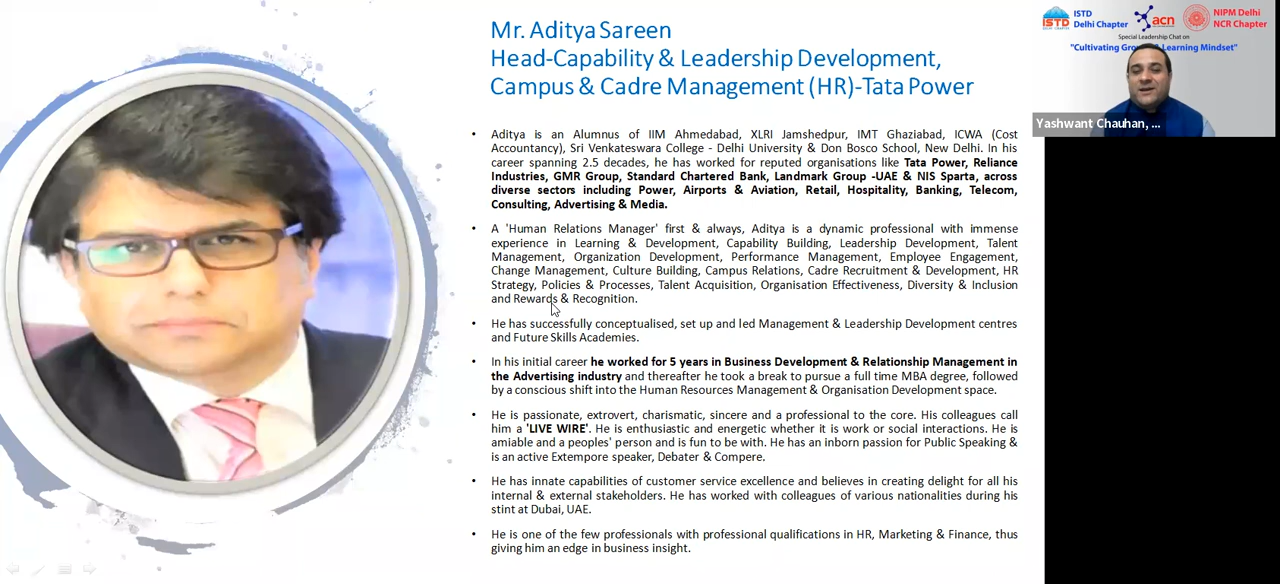 Mr. Aditya Sareen
Head-Capability & Leadership Development,
Campus & Cadre Management (HR)-Tata Power
• Aditya is an Alumnus of IIM Ahmedabad, XLRI Jamshedpur, IMT Ghaziabad, ICWA (Cost
Accountancy), Sri Venkateswara College - Delhi University & Don Bosco School, New Delhi. In his
career spanning 2.5 decades, he has worked for reputed organisations like Tata Power, Reliance
Industries, GMR Group, Standard Chartered Bank, Landmark Group -UAE & NIS Sparta, across
diverse sectors including Power, Airports & Aviation, Retail, Hospitality, Banking, Telecom,
Consulting, Advertising & Media.
• A 'Human Relations Manager' first & always, Aditya is a dynamic professional with immense
experience in Learning & Development, Capability Building, Leadership Development, Talent
Management, Organization Development, Performance Management, Employee Engagement,
Change Management, Culture Building, Campus Relations, Cadre Recruitment & Development, HR
Strategy, Policies & Processes, Talent Acquisition, Organisation Effectiveness, Diversity & Inclusion
and Rewards & Recognition.
• He has successfully conceptualised, set up and led Management & Leadership Development centres
and Future Skills Academies.
• In his initial career he worked for 5 years in Business Development & Relationship Management in
the Advertising industry and thereafter he took a break to pursue a full time MBA degree, followed
by a conscious shift into the Human Resources Management & Organisation Development space.
• He is passionate, extrovert, charismatic, sincere and a professional to the core. His colleagues call
him a 'LIVE WIRE'. He is enthusiastic and energetic whether it is work or social interactions. He is
amiable and a peoples' person and is fun to be with. He has an inborn passion for Public Speaking &
is an active Extempore speaker, Debater & Compere.
• He has innate capabilities of customer service excellence and believes in creating delight for all his
internal & external stakeholders. He has worked with colleagues of various nationalities during his
stint at Dubai, UAE.
• He is one of the few professionals with professional qualifications in HR, Marketing & Finance, thus
giving him an edge in business insight.
ISTD
ISTD
Delhi Chapter
acn
NIPM Delhi
NCR Chapter
Special Leadership Chat on
"Cultivating & Learning Mindset"
Yashwant Chauhan, ...